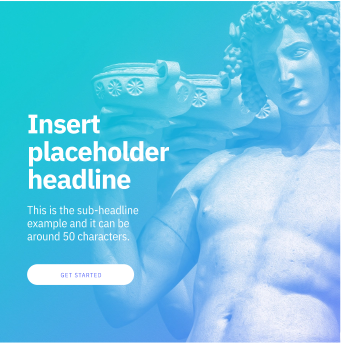 Insert
placeholder
headline
This is the sub-headline
example and it can be
around 50 characters.
GET STARTED